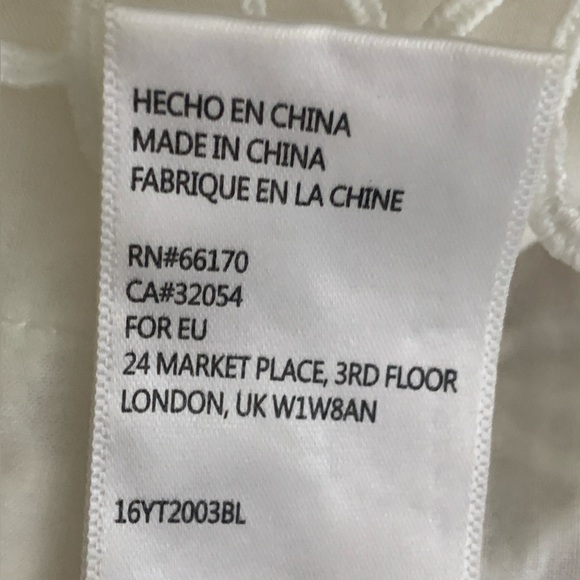 HECHO EN CHINA
MADE IN CHINA
FABRIQUE EN LA CHINE
RN#66170
CA#32054
FOR EU
24 MARKET PLACE, 3RD FLOOR
LONDON, UK W1W8AN
16YT2003BL